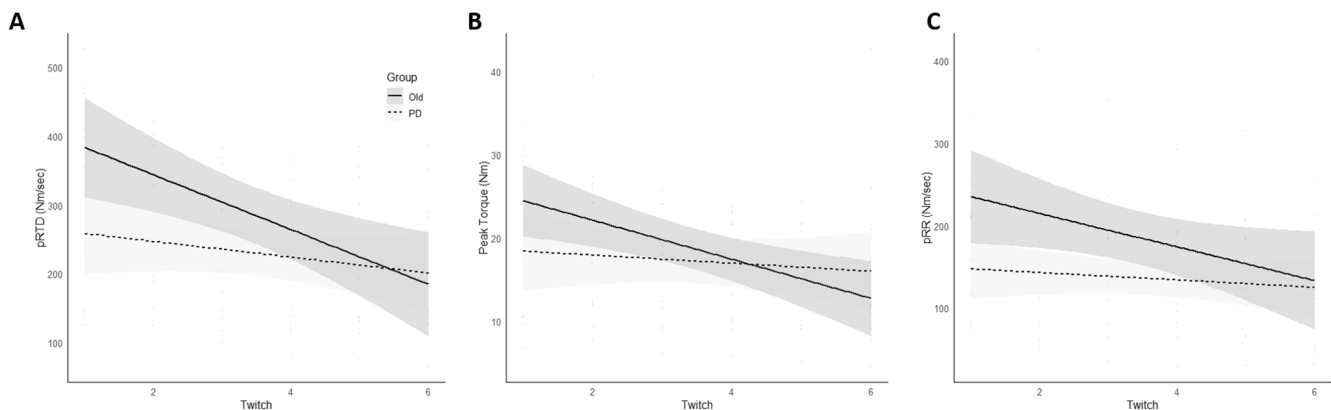 A
pRTD (Nm/sec)
500
400
300
200
100
2
4
6
Twitch
Group
Old
PD
B
Peak Torque (Nm)
40
30
20
10
2
4
6
Twitch
C
pRR (Nm/sec)
400
300
200
100
2
4
6
Twitch